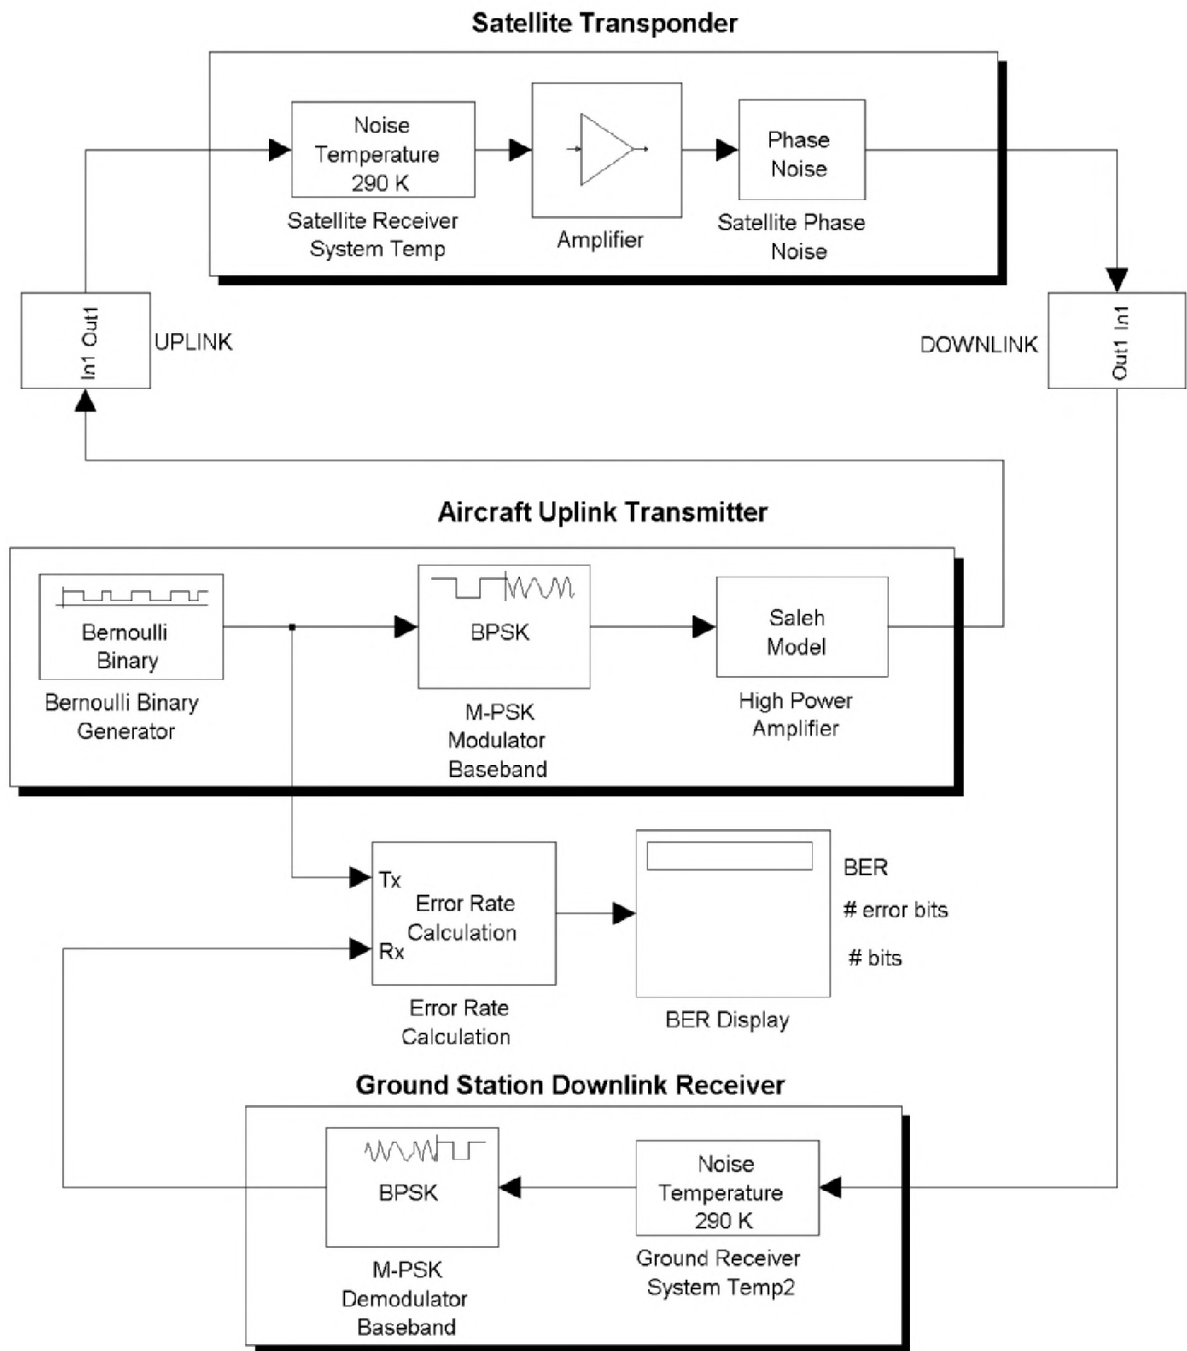 Satellite Transponder
Noise
Temperature
290 K
Satellite Receiver
System Temp
Amplifier
Phase
Noise
Satellite Phase
Noise
In1 Out1
UPLINK
DOWNLINK
Out1 In1
Aircraft Uplink Transmitter
Bernoulli
Binary
Bernoulli Binary
Generator
BPSK
M-PSK
Modulator
Baseband
Saleh
Model
High Power
Amplifier
Tx
Rx
Error Rate
Calculation
Error Rate
Calculation
BER
# error bits
# bits
BER Display
Ground Station Downlink Receiver
BPSK
M-PSK
Demodulator
Baseband
Noise
Temperature
290 K
Ground Receiver
System Temp2